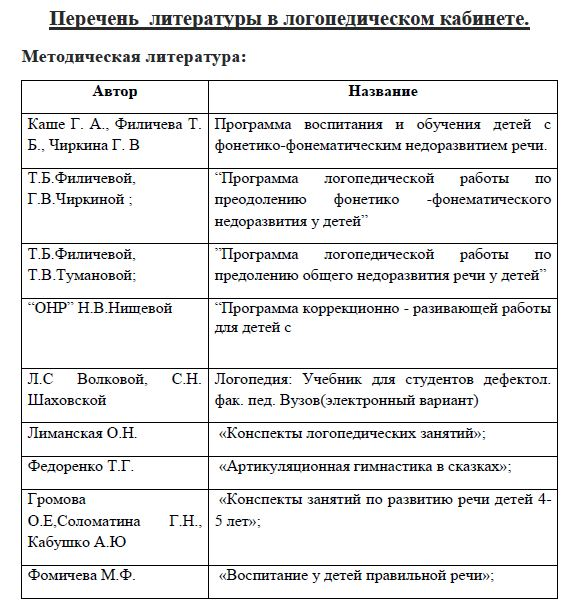 Перечень литературы в логопедическом кабинете.
Методическая литература:
Автор Название
Каше Г. А., Филичева Т. Б., Чиркина Г. В
Программа воспитания и обучения детей с
фонетико-фонематическим недоразвитием речи.
Т.Б.Филичевой,
Г.В.Чиркиной ;
“Программа логопедической работы по
преодолению фонетико -фонематического
недоразвития у детей”
Т.Б.Филичевой,
Т.В.Тумановой;
”Программа логопедической работы по
предолению общего недоразвития речи у детей”
“ОНР” Н.В.Нищевой
“Программа коррекционно - разивающей работы
для детей с
Л.С Волковой, С.Н.
Шаховской
Логопедия: Учебник для студентов дефектол.
фак. пед. Вузов(электронный вариант)
Лиманская О.Н.
«Конспекты логопедических занятий»;
Федоренко Т.Г.
«Артикуляционная гимнастика в сказках»;
Громова
О.Е,Соломатина Г.Н.,
Кабушко А.Ю
«Конспекты занятий по развитию речи детей 4-
5 лет»;
Фомичева М.Ф.
«Воспитание у детей правильной речи»;